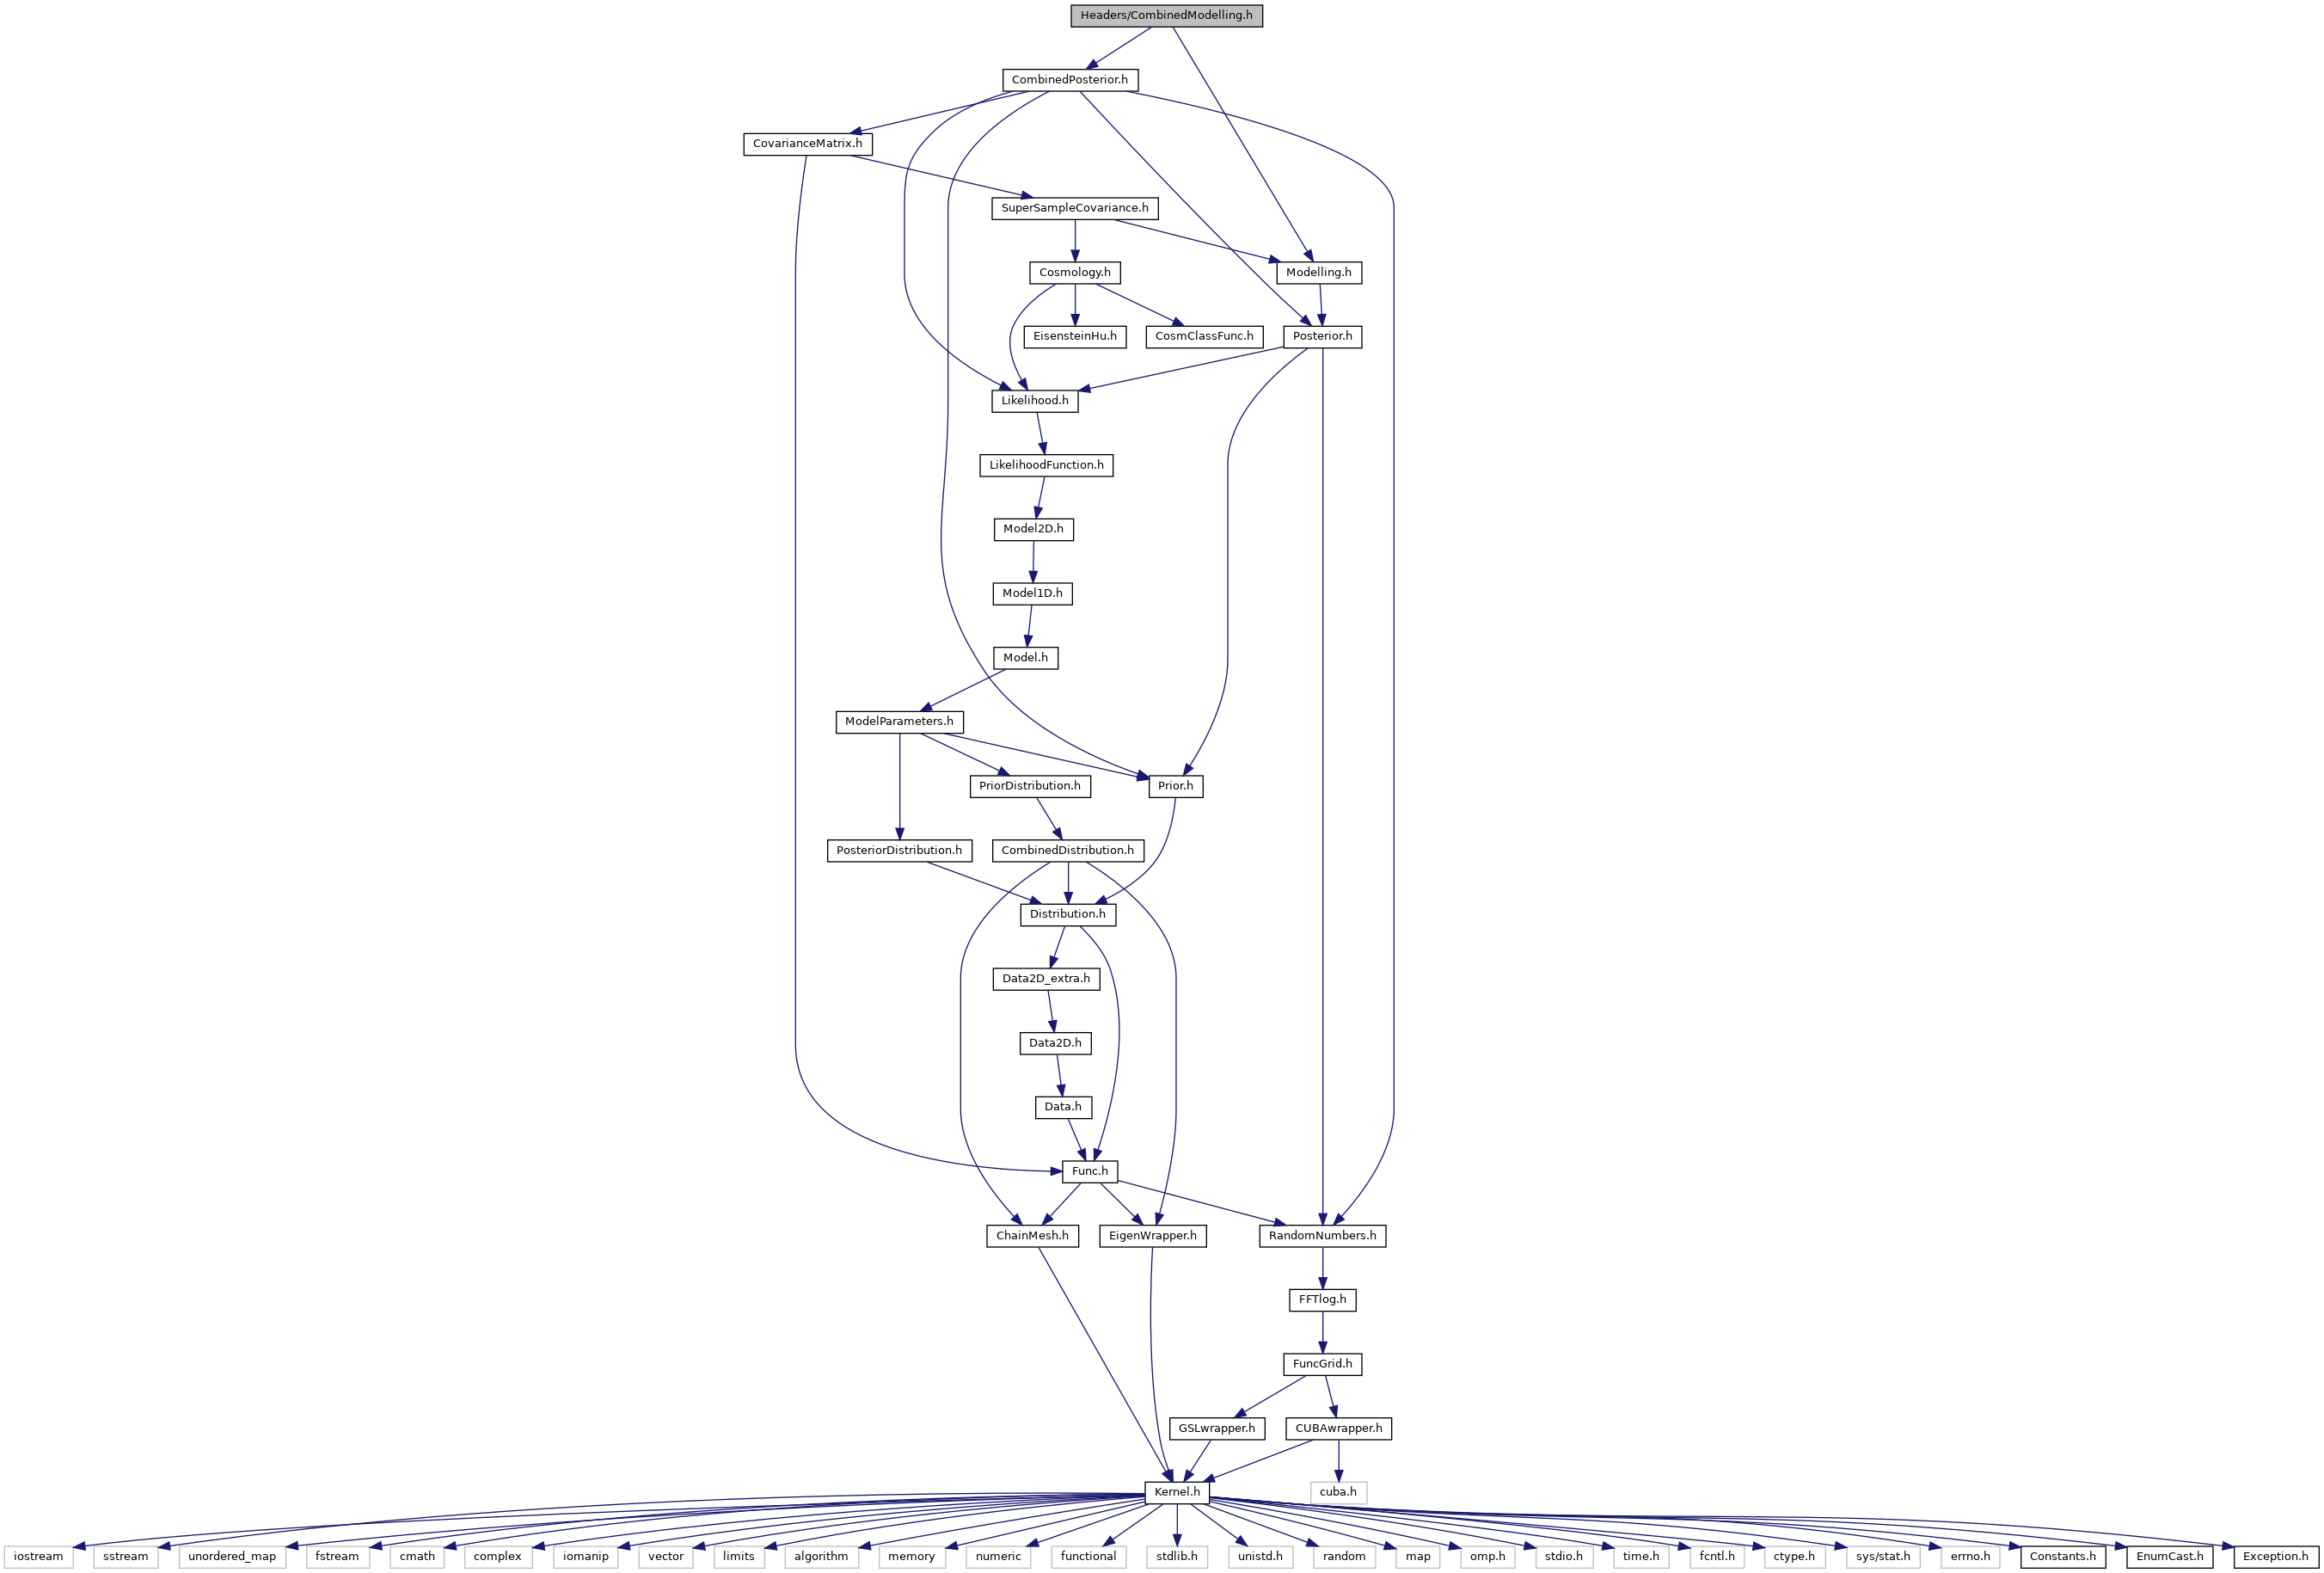 Headers/CombinedModelling.h
CombinedPosterior.h
CovarianceMatrix.h
SuperSampleCovariance.h
Cosmology.h
Modelling.h
EisensteinHu.h
CosmClassFunc.h
Posterior.h
Likelihood.h
LikelihoodFunction.h
Model2D.h
Model1D.h
Model.h
ModelParameters.h
PriorDistribution.h
Prior.h
PosteriorDistribution.h
CombinedDistribution.h
Distribution.h
Data2D_extra.h
Data2D.h
Data.h
Func.h
ChainMesh.h
EigenWrapper.h
RandomNumbers.h
FFTlog.h
FuncGrid.h
GSLwrapper.h
CUBAwrapper.h
Kernel.h
cuba.h
iostream
sstream
unordered_map
fstream
cmath
complex
iomanip
vector
limits
algorithm
memory
numeric
functional
stdlib.h
unistd.h
random
map
omp.h
stdio.h
time.h
fcntl.h
ctype.h
sys/stat.h
errno.h
Constants.h
EnumCast.h
Exception.h